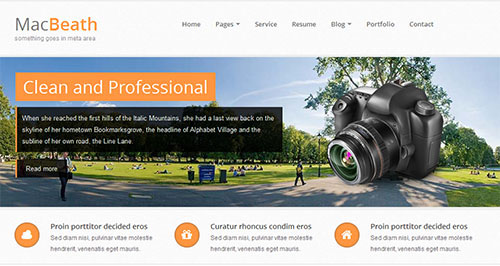 MacBeath
something goes in meta area
Home Pages Service Resume Blog Portfolio Contact
Clean and Professional
When she reached the first hills of the Italic Mountains, she had a last view back on the
skyline of her hometown Bookmarksgrove, the headline of Alphabet Village and the
subline of her own road, the Line Lane.
Read more
Proin porttitor decided eros
Sed diam nisi, pulvinar vitae molestie
hendrerit, venenatis eget mauris.
Curatur rhoncus condim eros
Sed diam nisi, pulvinar vitae molestie
hendrerit, venenatis eget mauris.
Proin porttitor decided eros
Sed diam nisi, pulvinar vitae molestie
hendrerit, venenatis eget mauris.